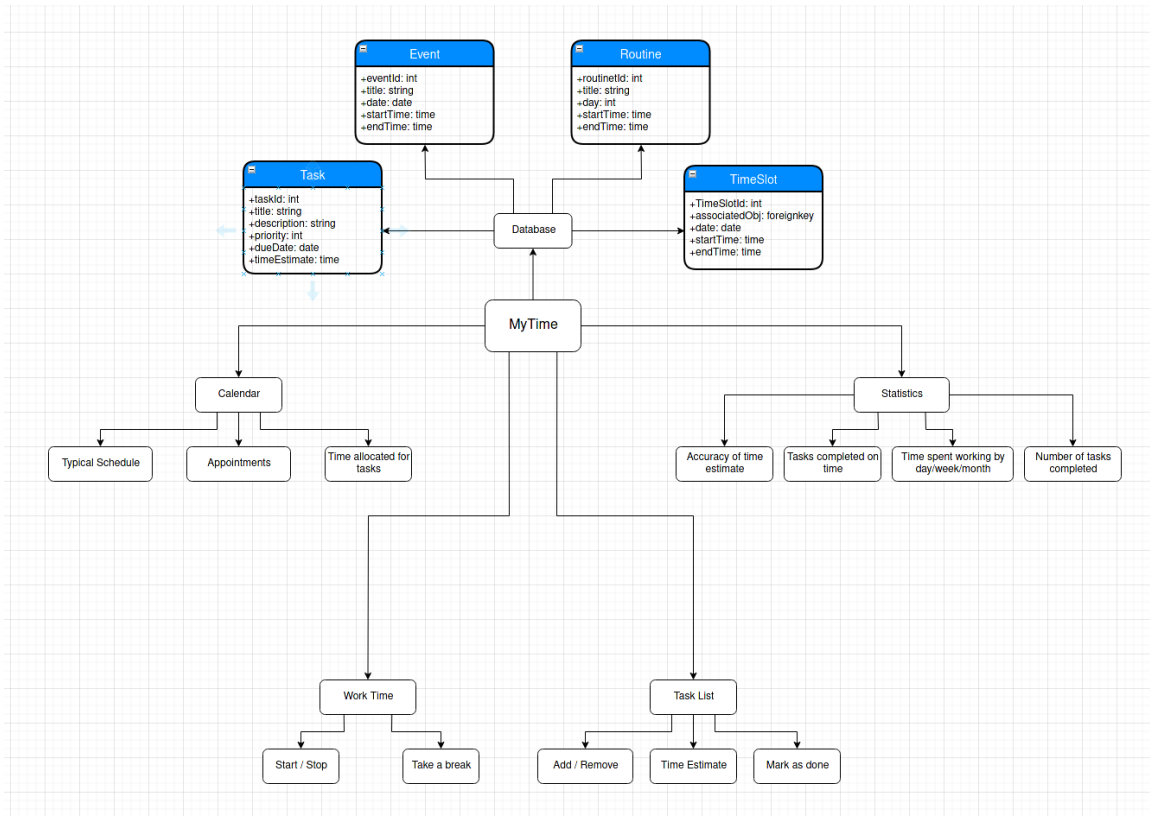 Event
+eventId: int
+title: string
+date: date
+startTime: time
+endTime: time
Routine
+routinetId: int
+title: string
+day: int
+startTime: time
+endTime: time
Task
+taskId: int
+title: string
+description: string
+priority: int
+dueDate: date
+timeEstimate: time
Database
TimeSlot
+TimeSlotId: int
+associatedObj: foreignkey
+date: date
+startTime: time
+endTime: time
MyTime
Calendar
Typical Schedule
Appointments
Time allocated for
tasks
Statistics
Accuracy of time
estimate
Tasks completed on
time
Time spent working by
day/week/month
Number of tasks
completed
Work Time
Start / Stop
Take a break
Task List
Add / Remove
Time Estimate
Mark as done